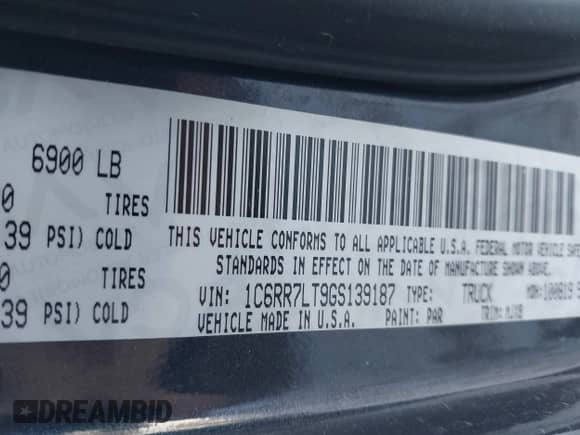 6900 LB
0 TIRES
39 PSI) COLD
0 TIRES
39 PSI) COLD
THIS VEHICLE CONFORMS TO ALL APPLICABLE U.S.A. FEDERAL MOTOR VEHICLE SAFE
STANDARDS IN EFFECT ON THE DATE OF MANUFACTURE SHOWN ABOVE.
VIN: 1C6RR7LT9GS139187 TYPE: TRUCK
VEHICLE MADE IN U.S.A. PAINT: PAR TRIM:
DREAMBID